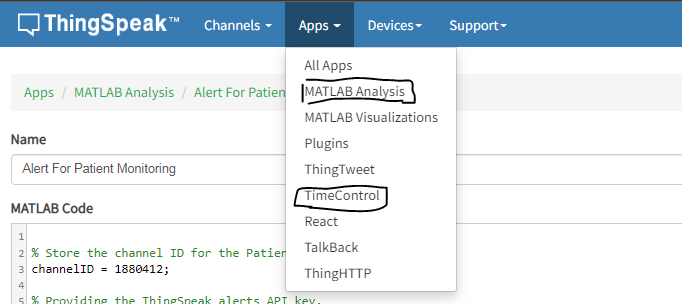 ThingSpeak™ Channels Apps Devices Support
All Apps
Apps / MATLAB Analysis / Alert For Patien
MATLAB Analysis
MATLAB Visualizations
Name
Plugins
Alert For Patient Monitoring
ThingTweet
TimeControl
MATLAB Code
React
1
TalkBack
2 % Store the channel ID for the Patien
3 channelID = 1880412;
ThingHTTP
4
5 % Providing the ThingSpeak alerts API key.